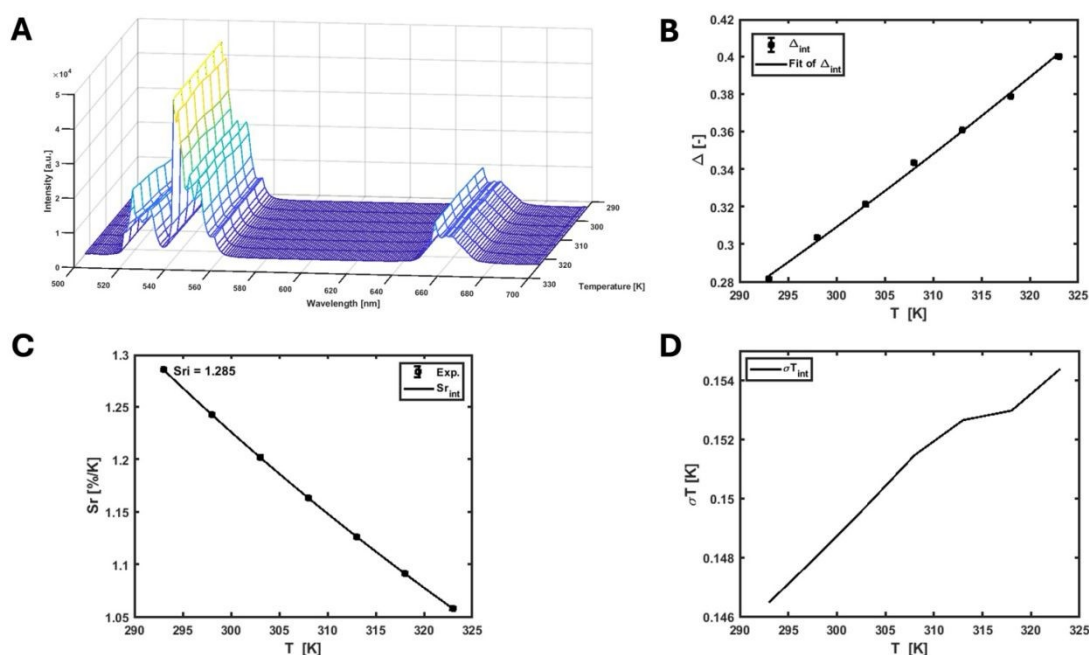 A
×10⁴
5
4
3
2
1
0
Intensity [a.u.]
500 520 540 560 580 600 620 640 660 680 700
Wavelength [nm]
290
300
310
320
330
Temperature [K]
B
0.42
0.4
0.38
0.36
0.34
0.32
0.3
0.28
Δ [-]
Δint
Fit of Δint
290 295 300 305 310 315 320 325
T [K]
C
1.3
1.25
1.2
1.15
1.1
1.05
Sr [%/K]
Sri = 1.285
Exp.
Srint
290 295 300 305 310 315 320 325
T [K]
D
0.154
0.152
0.15
0.148
0.146
σT [K]
σTint
290 295 300 305 310 315 320 325
T [K]